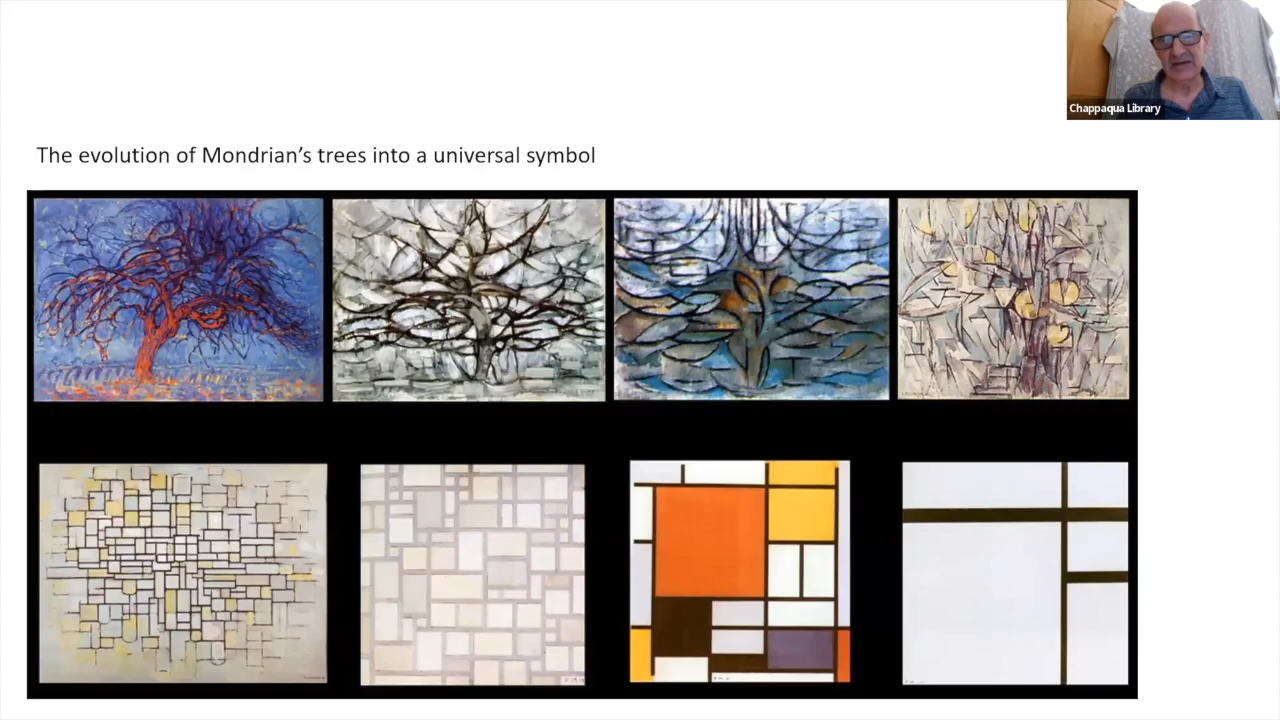 Chappaqua Library
The evolution of Mondrian’s trees into a universal symbol